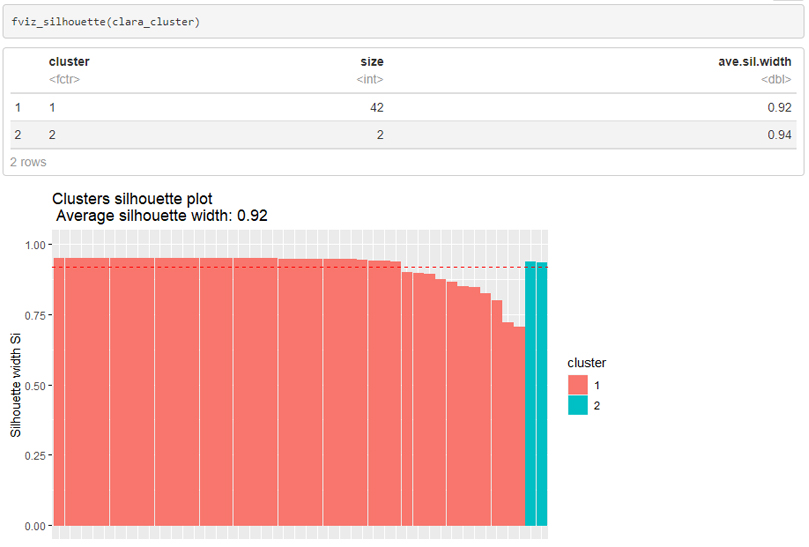 fviz_silhouette(clara_cluster)
cluster size ave.sil.width
<fctr> <int> <dbl>
1 1 42 0.92
2 2 2 0.94
2 rows
Clusters silhouette plot
Average silhouette width: 0.92
1.00
0.75
0.50
0.25
0.00
Silhouette width Si
cluster
1
2